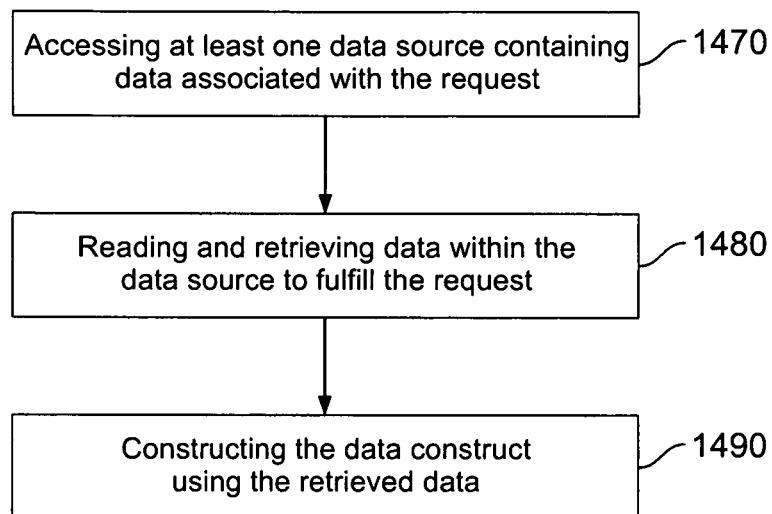 Accessing at least one data source containing
data associated with the request
1470
Reading and retrieving data within the
data source to fulfill the request
1480
Constructing the data construct
using the retrieved data
1490